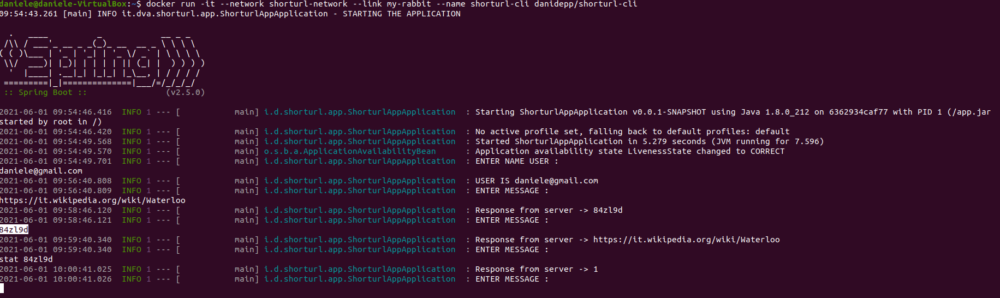 daniele@daniele-VirtualBox:~$ docker run -it --network shorturl-network --link my-rabbit --name shorturl-cli danidepp/shorturl-cli
09:54:43.261 [main] INFO it.dva.shorturl.app.ShorturlAppApplication - STARTING THE APPLICATION
  .   ____          _            __ _ _
 /\\ / ___'_ __ _ _(_)_ __  __ _ \ \ \ \
( ( )\___ | '_ | '_| | '_ \/ _` | \ \ \ \
 \\/  ___)| |_)| | | | | || (_| |  ) ) ) )
  '  |____| .__|_| |_|_| |_\__, | / / / /
 =========|_|==============|___/=/_/_/_/
 :: Spring Boot ::                (v2.5.0)
2021-06-01 09:54:46.416  INFO 1 --- [           main] i.d.shorturl.app.ShorturlAppApplication  : Starting ShorturlAppApplication v0.0.1-SNAPSHOT using Java 1.8.0_212 on 6362934caf77 with PID 1 (/app.jar
started by root in /)
2021-06-01 09:54:46.420  INFO 1 --- [           main] i.d.shorturl.app.ShorturlAppApplication  : No active profile set, falling back to default profiles: default
2021-06-01 09:54:49.568  INFO 1 --- [           main] i.d.shorturl.app.ShorturlAppApplication  : Started ShorturlAppApplication in 5.279 seconds (JVM running for 7.596)
2021-06-01 09:54:49.570  INFO 1 --- [           main] o.s.b.a.ApplicationAvailabilityBean      : Application availability state LivenessState changed to CORRECT
2021-06-01 09:54:49.701  INFO 1 --- [           main] i.d.shorturl.app.ShorturlAppApplication  : ENTER NAME USER :
daniele@gmail.com
2021-06-01 09:56:40.808  INFO 1 --- [           main] i.d.shorturl.app.ShorturlAppApplication  : USER IS daniele@gmail.com
2021-06-01 09:56:40.809  INFO 1 --- [           main] i.d.shorturl.app.ShorturlAppApplication  : ENTER MESSAGE :
https://it.wikipedia.org/wiki/Waterloo
2021-06-01 09:58:46.120  INFO 1 --- [           main] i.d.shorturl.app.ShorturlAppApplication  : Response from server -> 84zl9d
2021-06-01 09:58:46.121  INFO 1 --- [           main] i.d.shorturl.app.ShorturlAppApplication  : ENTER MESSAGE :
84zl9d
2021-06-01 09:59:40.340  INFO 1 --- [           main] i.d.shorturl.app.ShorturlAppApplication  : Response from server -> https://it.wikipedia.org/wiki/Waterloo
2021-06-01 09:59:40.340  INFO 1 --- [           main] i.d.shorturl.app.ShorturlAppApplication  : ENTER MESSAGE :
stat 84zl9d
2021-06-01 10:00:41.025  INFO 1 --- [           main] i.d.shorturl.app.ShorturlAppApplication  : Response from server -> 1
2021-06-01 10:00:41.026  INFO 1 --- [           main] i.d.shorturl.app.ShorturlAppApplication  : ENTER MESSAGE :